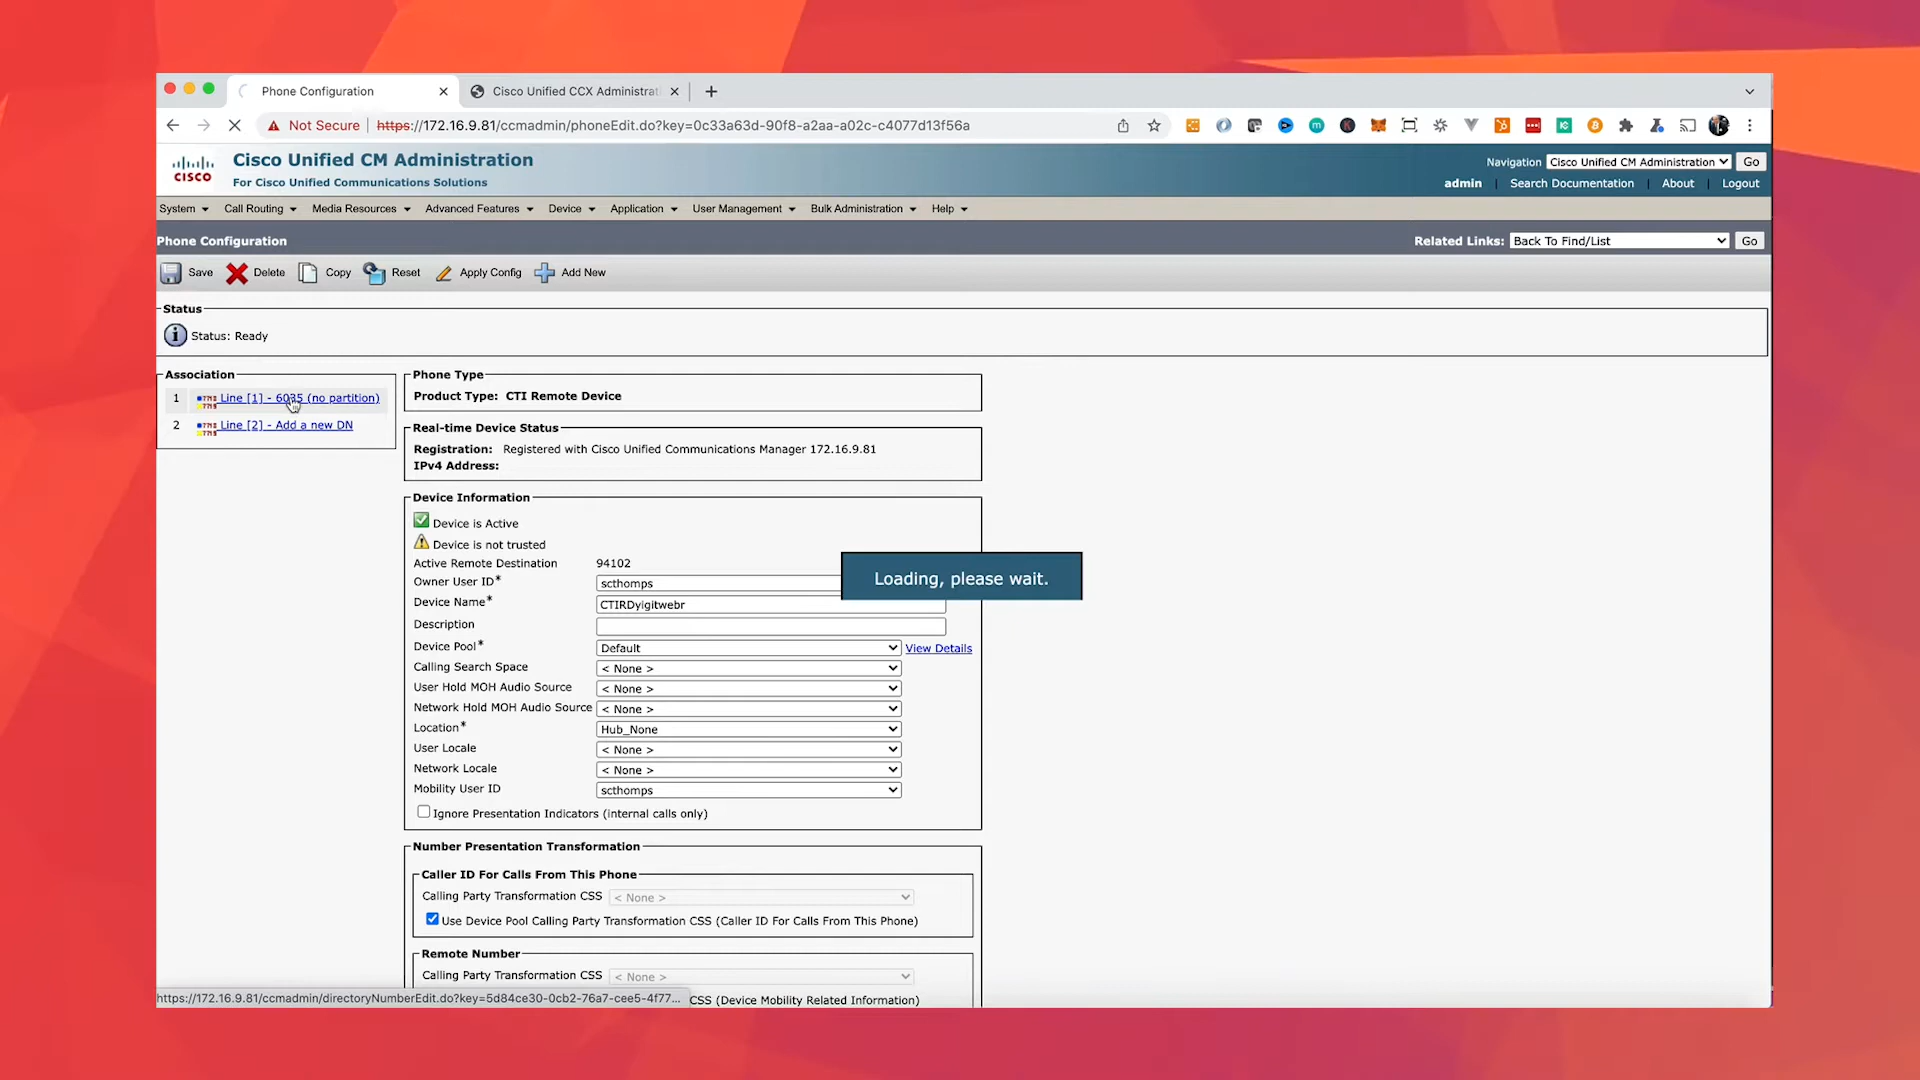 Phone Configuration
Cisco Unified CCX Administrat
Not Secure | https://172.16.9.81/ccmadmin/phoneEdit.do?key=0c33a63d-90f8-a2aa-a02c-c4077d13f56a
CISCO
Cisco Unified CM Administration
For Cisco Unified Communications Solutions
Navigation Cisco Unified CM Administration Go
admin | Search Documentation | About | Logout
System Call Routing Media Resources Advanced Features Device Application User Management Bulk Administration Help
Phone Configuration
Related Links: Back To Find/List Go
Save Delete Copy Reset Apply Config Add New
Status
Status: Ready
Association
1 Line [1] - 6035 (no partition)
2 Line [2] - Add a new DN
Phone Type
Product Type: CTI Remote Device
Real-time Device Status
Registration: Registered with Cisco Unified Communications Manager 172.16.9.81
IPv4 Address:
Device Information
Device is Active
Device is not trusted
Active Remote Destination 94102
Owner User ID* scthomps
Device Name* CTIRDyigitwebr
Description
Device Pool* Default View Details
Calling Search Space < None >
User Hold MOH Audio Source < None >
Network Hold MOH Audio Source < None >
Location* Hub_None
User Locale < None >
Network Locale < None >
Mobility User ID scthomps
Ignore Presentation Indicators (internal calls only)
Loading, please wait.
Number Presentation Transformation
Caller ID For Calls From This Phone
Calling Party Transformation CSS < None >
Use Device Pool Calling Party Transformation CSS (Caller ID For Calls From This Phone)
Remote Number
Calling Party Transformation CSS < None >
CSS (Device Mobility Related Information)
https://172.16.9.81/ccmadmin/directoryNumberEdit.do?key=5d84ce30-0cb2-76a7-cee5-4f77...